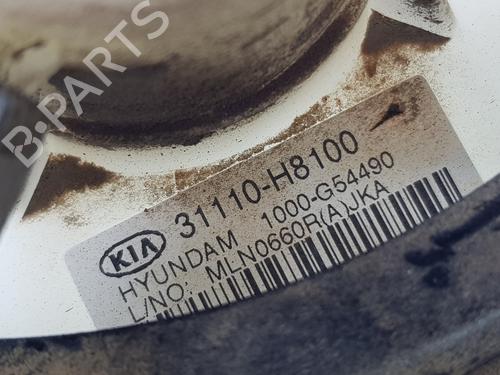 B-PARTS
KIA
31110-H8100
HYUNDAM 1000-G54490
L/NO: MLN0660R(A)JKA